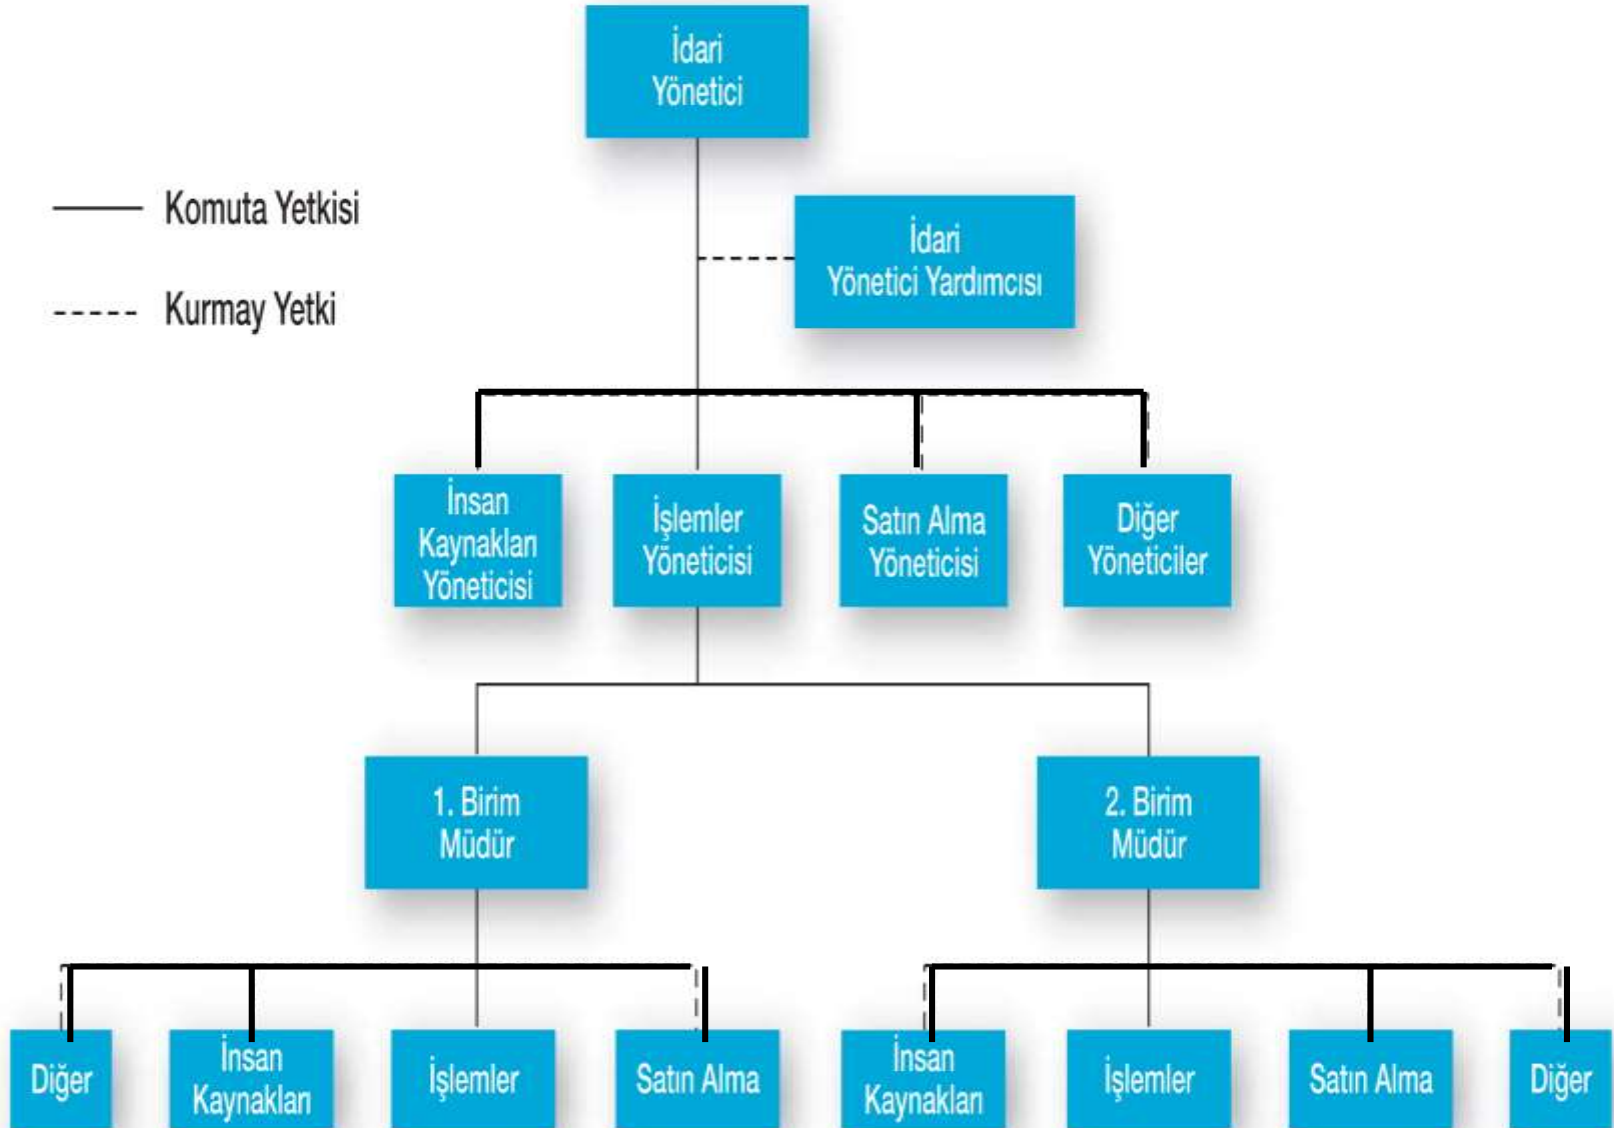 İdari
Yönetici
Komuta Yetkisi
İdari
Yönetici Yardımcısı
Kurmay Yetki
İnsan
Kaynakları
Yöneticisi
İşlemler
Yöneticisi
Satın Alma
Yöneticisi
Diğer
Yöneticiler
1. Birim
Müdür
2. Birim
Müdür
Diğer
İnsan
Kaynakları
İşlemler
Satın Alma
İnsan
Kaynakları
İşlemler
Satın Alma
Diğer